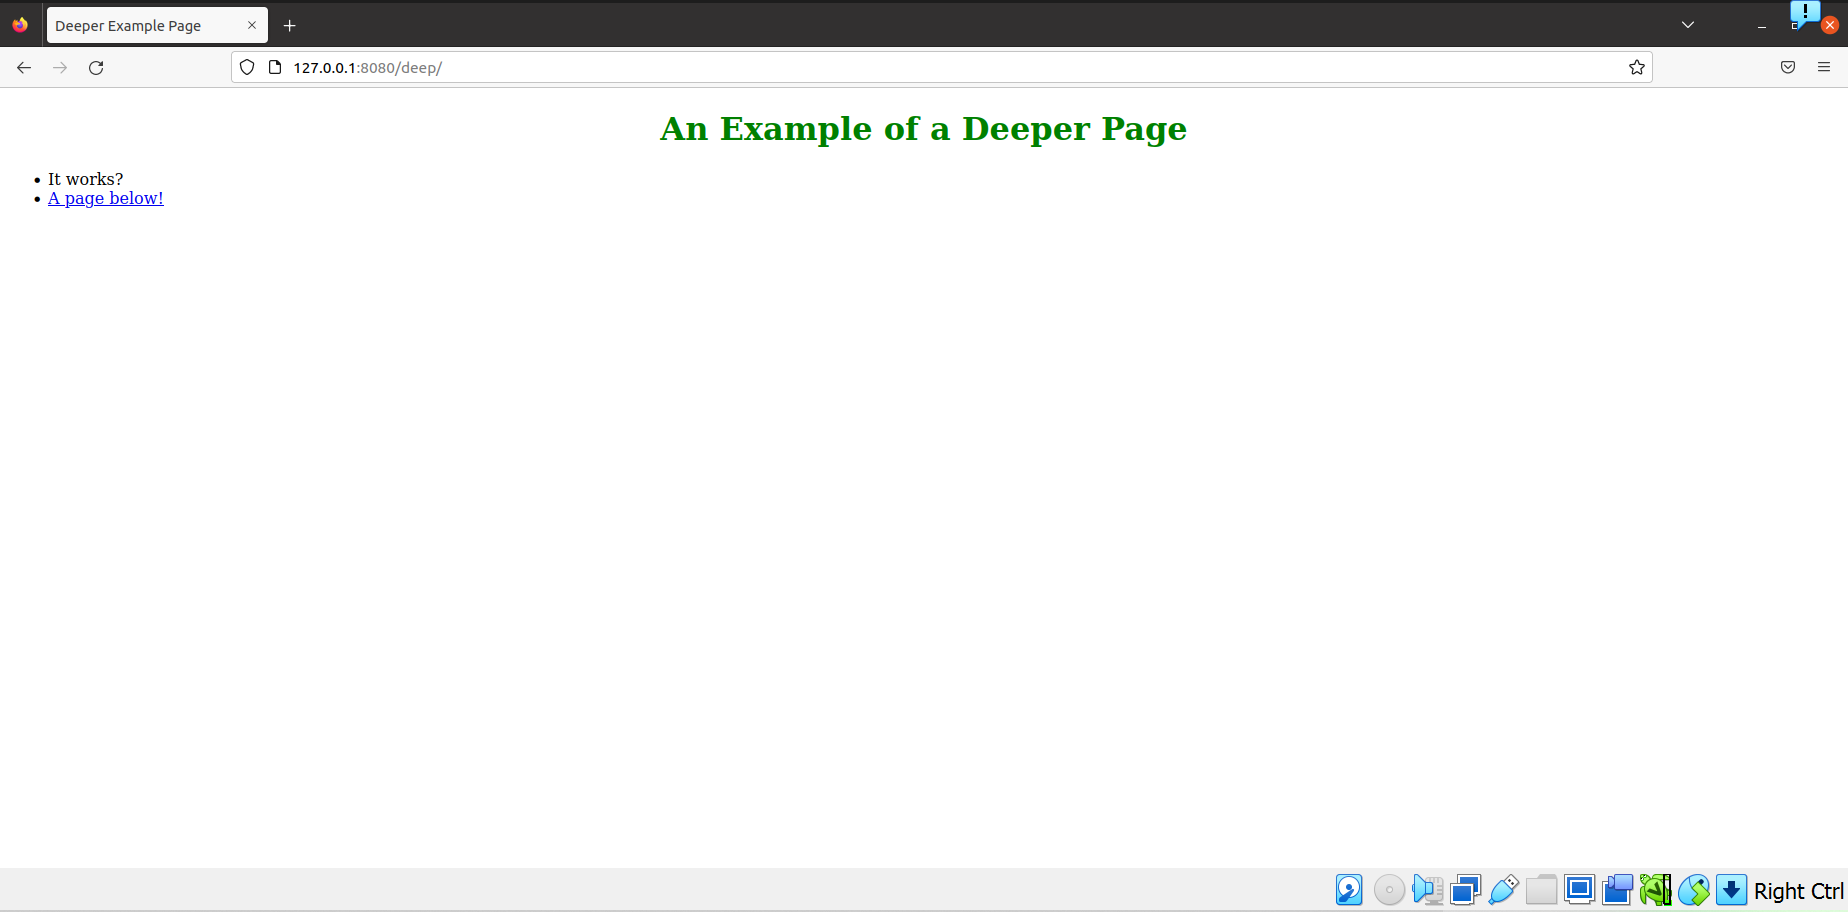 Deeper Example Page
127.0.0.1:8080/deep/
An Example of a Deeper Page
It works?
A page below!
Right Ctrl